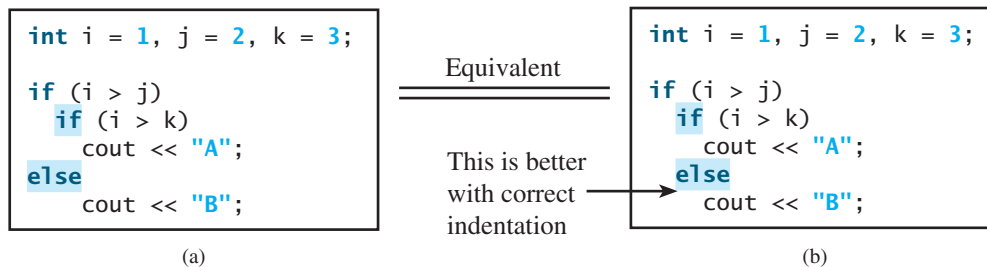 int i = 1, j = 2, k = 3;
if (i > j)
if (i > k)
cout << "A";
else
cout << "B";
(a)
Equivalent
This is better
with correct
indentation
int i = 1, j = 2, k = 3;
if (i > j)
if (i > k)
cout << "A";
else
cout << "B";
(b)